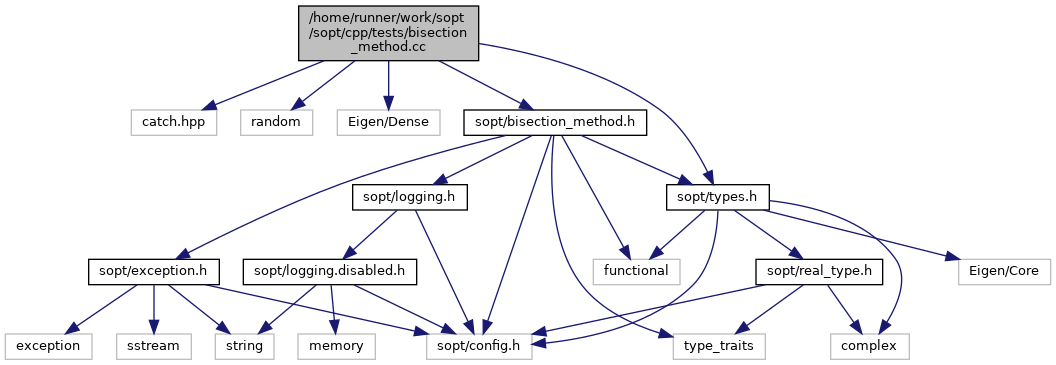 /home/runner/work/sopt
/sopt/cpp/tests/bisection
_method.cc
catch.hpp
random
Eigen/Dense
sopt/bisection_method.h
sopt/logging.h
sopt/types.h
sopt/exception.h
sopt/logging.disabled.h
functional
sopt/real_type.h
Eigen/Core
exception
sstream
string
memory
sopt/config.h
type_traits
complex